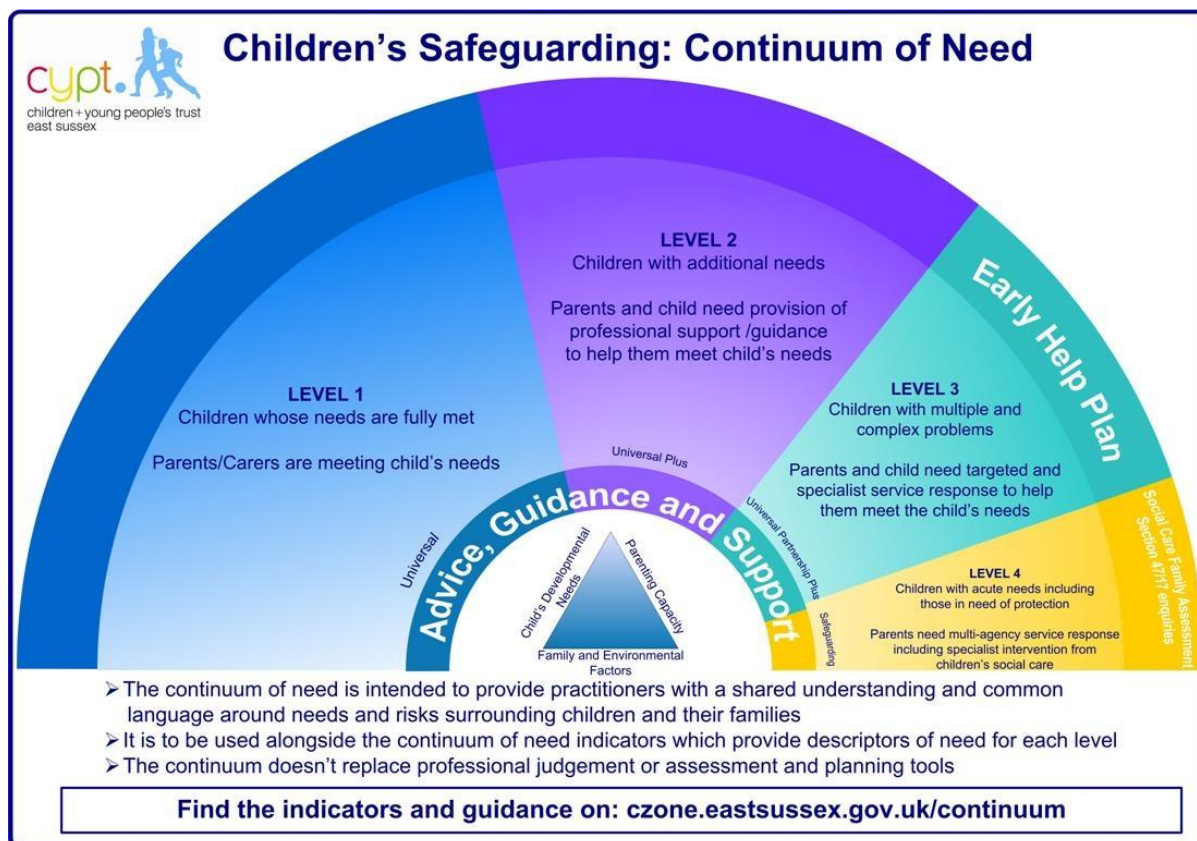 Children's Safeguarding: Continuum of Need
cypt.
children+young people's trust
east sussex
LEVEL 1
Children whose needs are fully met
Parents/Carers are meeting child's needs
LEVEL 2
Children with additional needs
Parents and child need provision of
professional support /guidance
to help them meet child's needs
Early Help Plan
LEVEL 3
Children with multiple and
complex problems
Parents and child need targeted and
specialist service response to help
them meet the child's needs
Social Care Family Assessment
Section 47/17 enquiries
LEVEL 4
Children with acute needs including
those in need of protection
Parents need multi-agency service response
including specialist intervention from
children's social care
Universal
Universal Plus
Universal Partnership Plus
Safeguarding
Advice, Guidance and Support
Child's Developmental
Needs
Parenting Capacity
Family and Environmental
Factors
➢ The continuum of need is intended to provide practitioners with a shared understanding and common
language around needs and risks surrounding children and their families
➢ It is to be used alongside the continuum of need indicators which provide descriptors of need for each level
➢ The continuum doesn't replace professional judgement or assessment and planning tools
Find the indicators and guidance on: czone.eastsussex.gov.uk/continuum